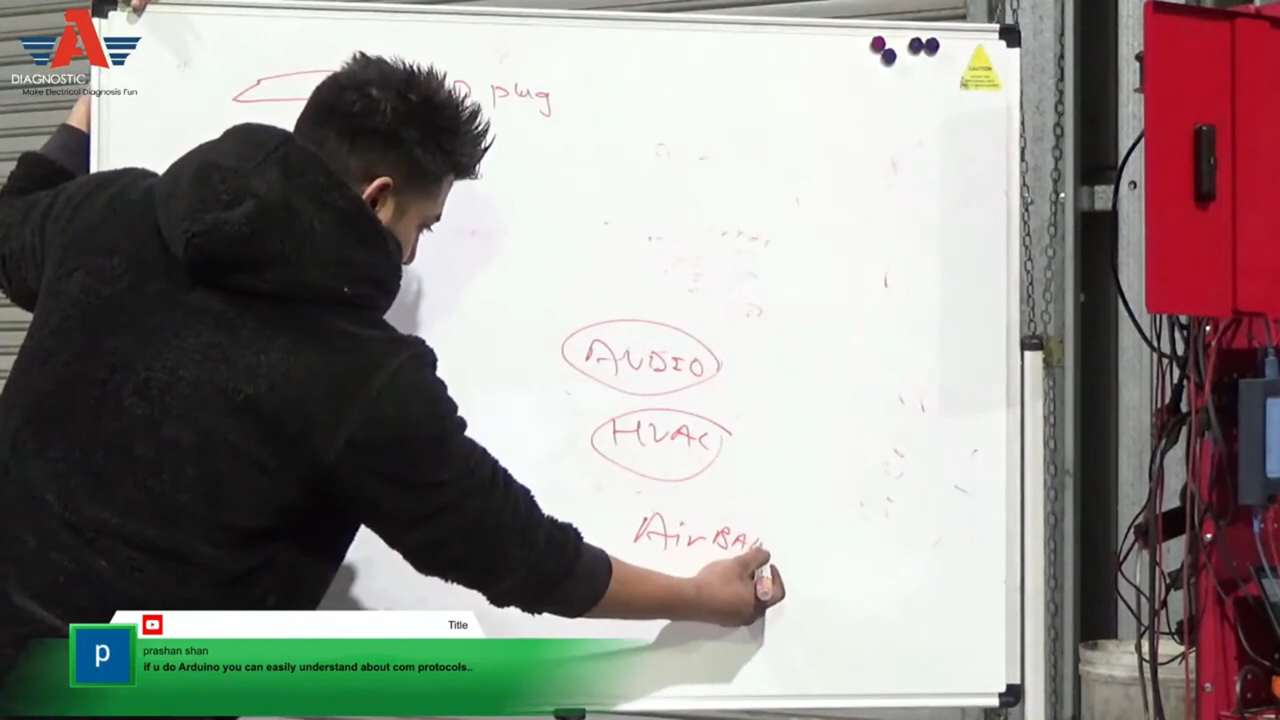 A
DIAGNOSTIC
Make Electrical Diagnosis Fun
plug
CAUTION
AUDIO
HVAC
Air BA
Title
p
prashan shan
if u do Arduino you can easily understand about com protocols..